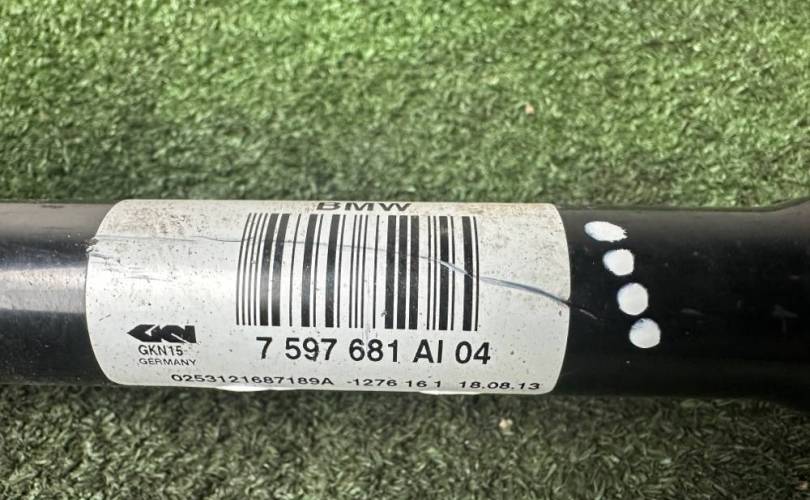 BMW
7 597 681 AI 04
GKN
GKN15
GERMANY
0253121687189A -1276 16 1 18.08.13